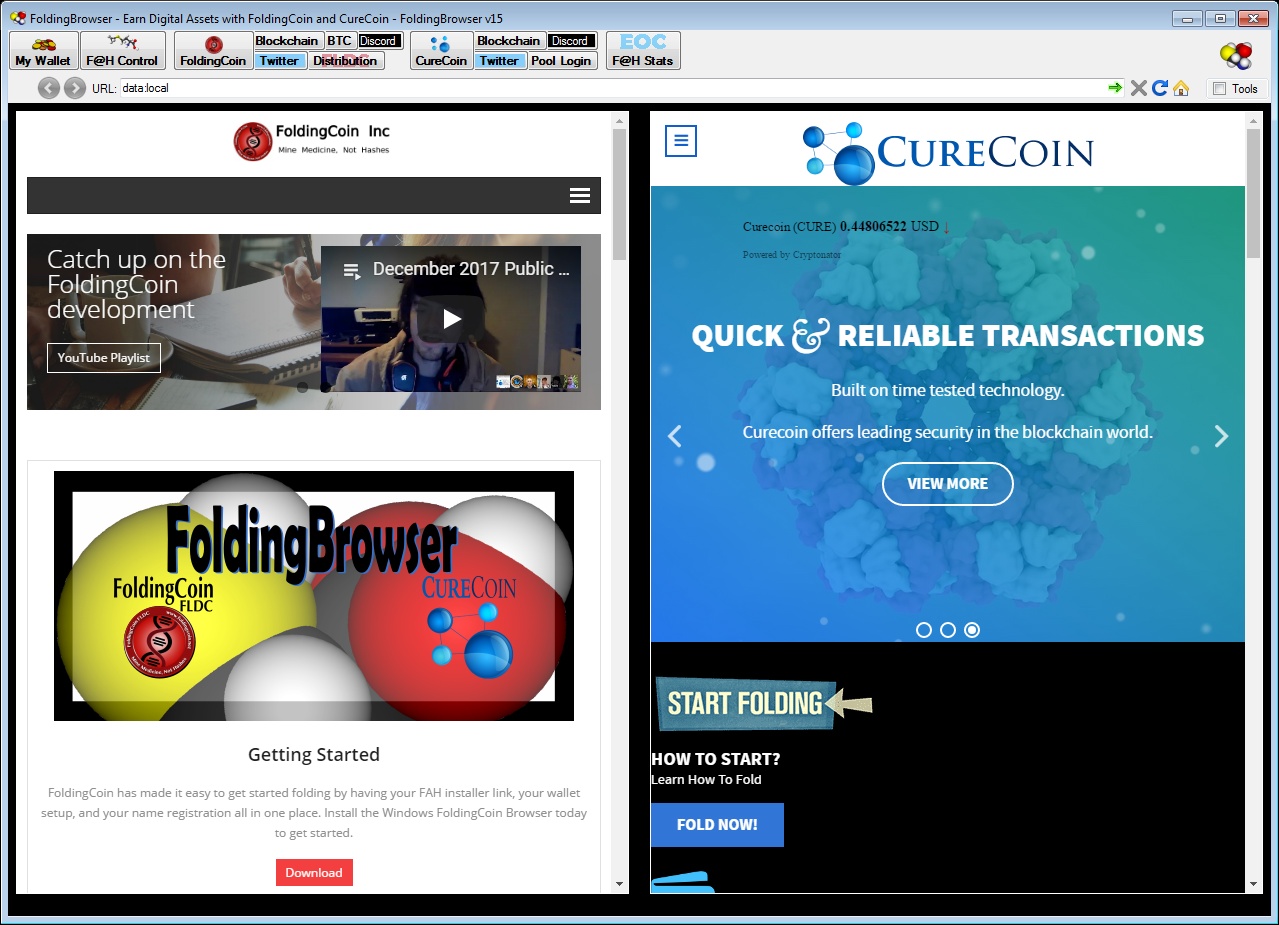 FoldingBrowser - Earn Digital Assets with FoldingCoin and CureCoin - FoldingBrowser v15
My Wallet
F@H Control
FoldingCoin
Blockchain BTC Discord
Twitter Distribution
CureCoin
Blockchain Discord
Twitter Pool Login
EOC
F@H Stats
URL: data:local
Tools
FoldingCoin Inc
Mine Medicine, Not Hashes
Catch up on the
FoldingCoin
development
YouTube Playlist
December 2017 Public ...
FoldingBrowser
FoldingCoin
FLDC
CURECOIN
Getting Started
FoldingCoin has made it easy to get started folding by having your FAH installer link, your wallet
setup, and your name registration all in one place. Install the Windows FoldingCoin Browser today
to get started.
Download
CURECOIN
Curecoin (CURE) 0.44806522 USD ↓
Powered by Cryptonator
QUICK & RELIABLE TRANSACTIONS
Built on time tested technology.
Curecoin offers leading security in the blockchain world.
VIEW MORE
START FOLDING
HOW TO START?
Learn How To Fold
FOLD NOW!